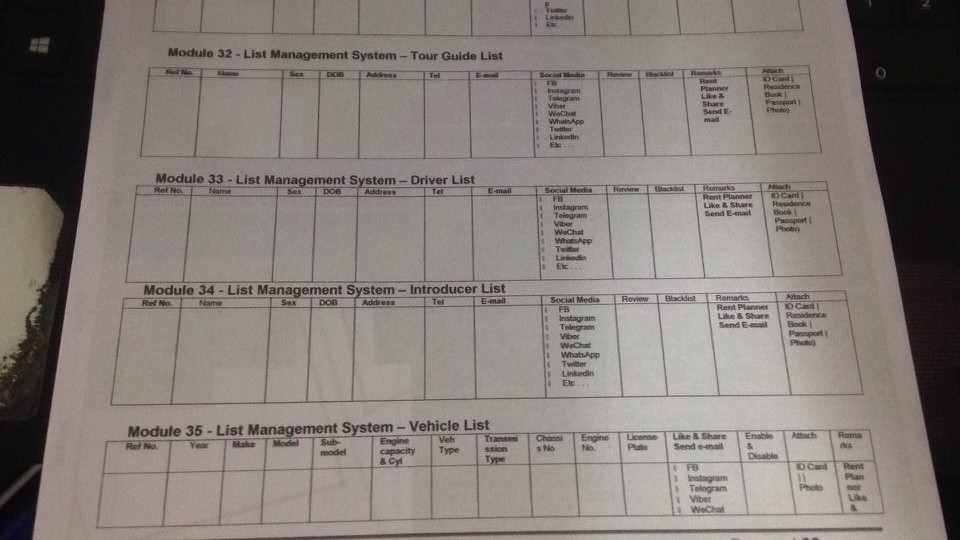 Twitter
LinkedIn
Etc
Module 32 - List Management System – Tour Guide List
Ref No. Name Sex DOB Address Tel E-mail Social Media Review Blacklist Remarks Attach
FB
Instagram
Telegram
Viber
WeChat
WhatsApp
Twitter
LinkedIn
Etc . . .
Rent
Planner
Like &
Share
Send E-
mail
ID Card |
Residence
Book |
Passport |
Photo)
Module 33 - List Management System – Driver List
Ref No. Name Sex DOB Address Tel E-mail Social Media Review Blacklist Remarks Attach
FB
Instagram
Telegram
Viber
WeChat
WhatsApp
Twitter
LinkedIn
Etc . . .
Rent Planner
Like & Share
Send E-mail
ID Card |
Residence
Book |
Passport |
Photo)
Module 34 - List Management System – Introducer List
Ref No. Name Sex DOB Address Tel E-mail Social Media Review Blacklist Remarks Attach
FB
Instagram
Telegram
Viber
WeChat
WhatsApp
Twitter
LinkedIn
Etc . . .
Rent Planner
Like & Share
Send E-mail
ID Card |
Residence
Book |
Passport |
Photo)
Module 35 - List Management System – Vehicle List
Ref No. Year Make Model Sub- Engine Veh Transmi Chassi Engine License Like & Share Enable Attach Rema
model capacity Type ssion s No No. Plate Send e-mail & rks
& Cyl Type Disable
FB
Instagram
Telegram
Viber
WeChat
ID Card
| |
Photo
Rent
Plan
ner
Like
&